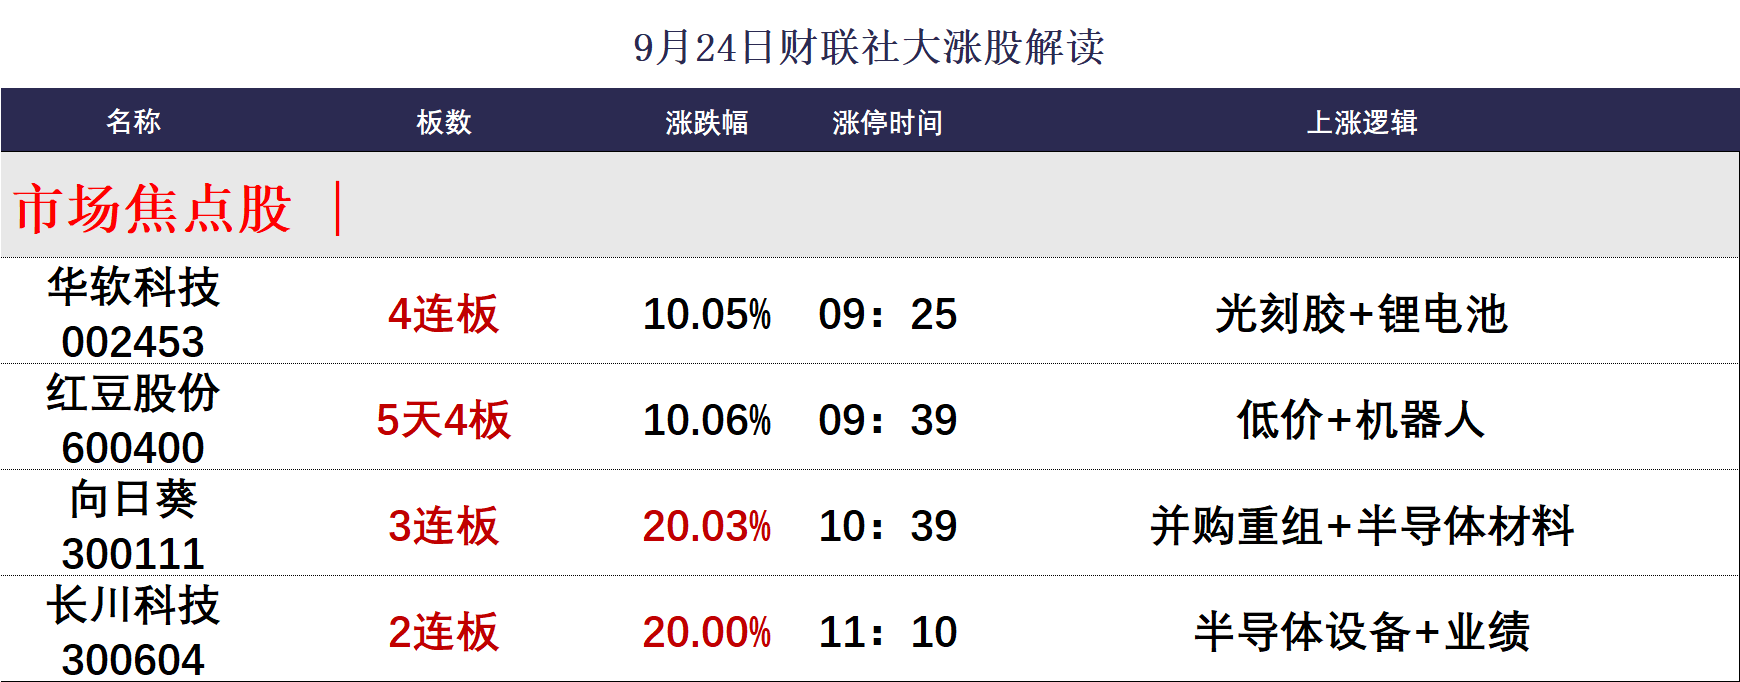 9月24日财联社大涨股解读
名称 板数 涨跌幅 涨停时间 上涨逻辑
市场焦点股 ｜
华软科技
002453 4连板 10.05% 09：25 光刻胶+锂电池
红豆股份
600400 5天4板 10.06% 09：39 低价+机器人
向日葵
300111 3连板 20.03% 10：39 并购重组+半导体材料
长川科技
300604 2连板 20.00% 11：10 半导体设备+业绩